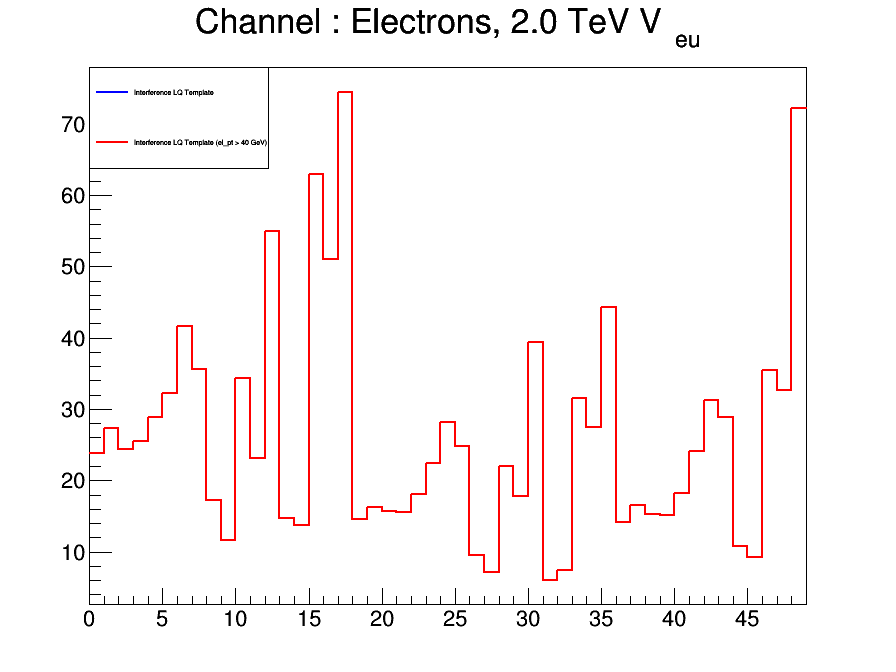 Channel : Electrons, 2.0 TeV V eu
Interference LQ Template
Interference LQ Template (el_pt > 40 GeV)
70
60
50
40
30
20
10
0 5 10 15 20 25 30 35 40 45